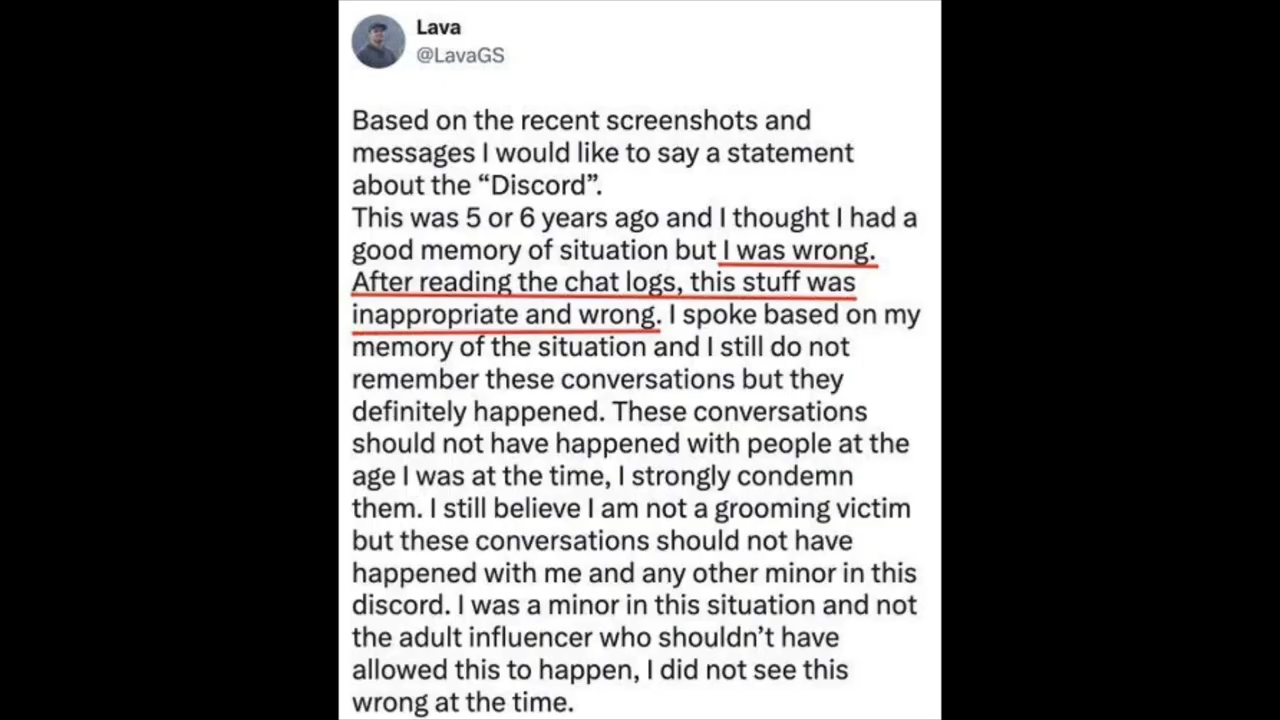 Lava
@LavaGS
Based on the recent screenshots and
messages I would like to say a statement
about the “Discord”.
This was 5 or 6 years ago and I thought I had a
good memory of situation but I was wrong.
After reading the chat logs, this stuff was
inappropriate and wrong. I spoke based on my
memory of the situation and I still do not
remember these conversations but they
definitely happened. These conversations
should not have happened with people at the
age I was at the time, I strongly condemn
them. I still believe I am not a grooming victim
but these conversations should not have
happened with me and any other minor in this
discord. I was a minor in this situation and not
the adult influencer who shouldn’t have
allowed this to happen, I did not see this
wrong at the time.